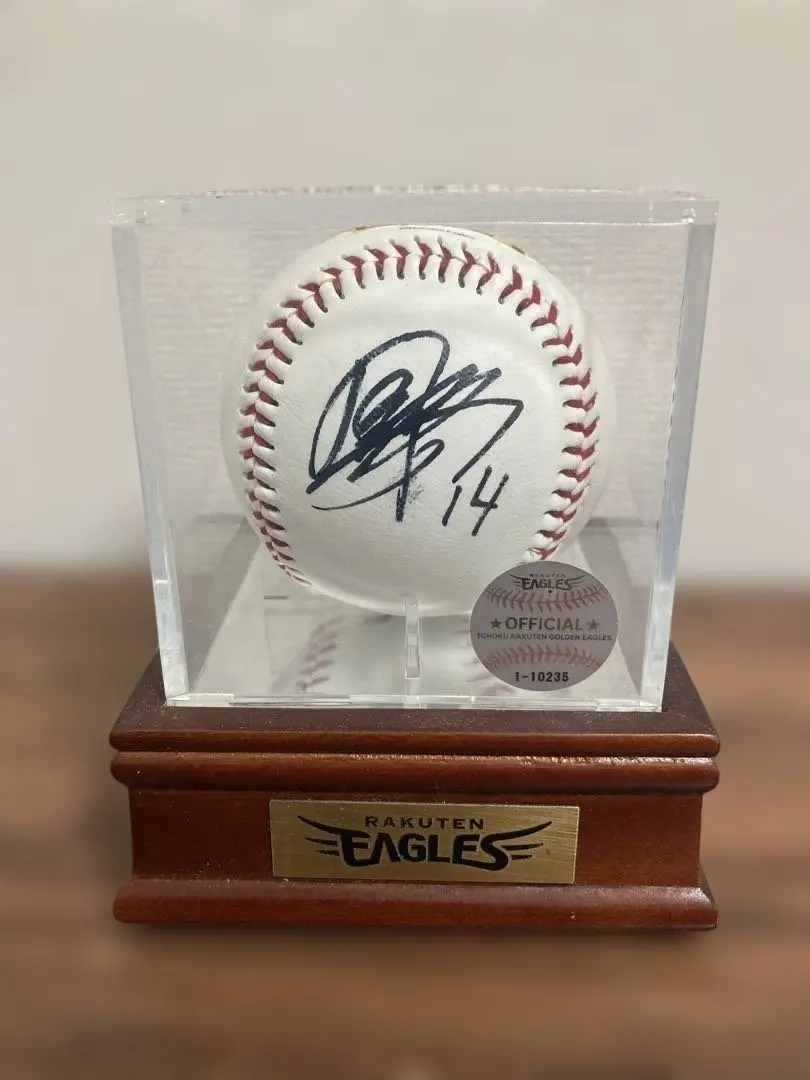 14
RAKUTEN
EAGLES
★OFFICIAL★
TOHOKU RAKUTEN GOLDEN EAGLES
1-10235
RAKUTEN
EAGLES